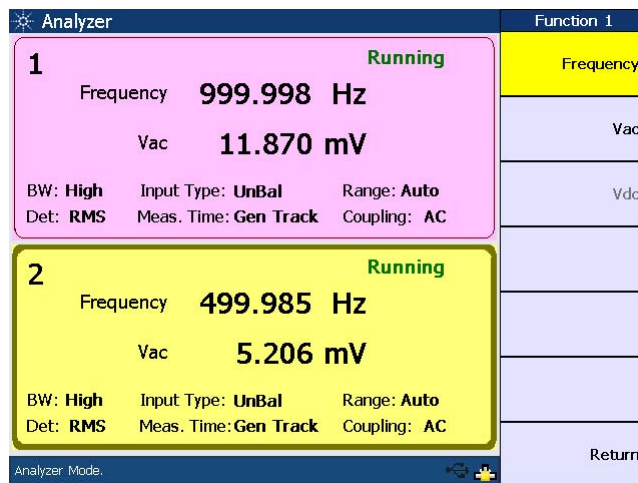 Analyzer
1
Running
Frequency 999.998 Hz
Vac 11.870 mV
BW: High Input Type: UnBal Range: Auto
Det: RMS Meas. Time: Gen Track Coupling: AC
2
Running
Frequency 499.985 Hz
Vac 5.206 mV
BW: High Input Type: UnBal Range: Auto
Det: RMS Meas. Time: Gen Track Coupling: AC
Analyzer Mode.
Function 1
Frequency
Vac
Vdc
Return